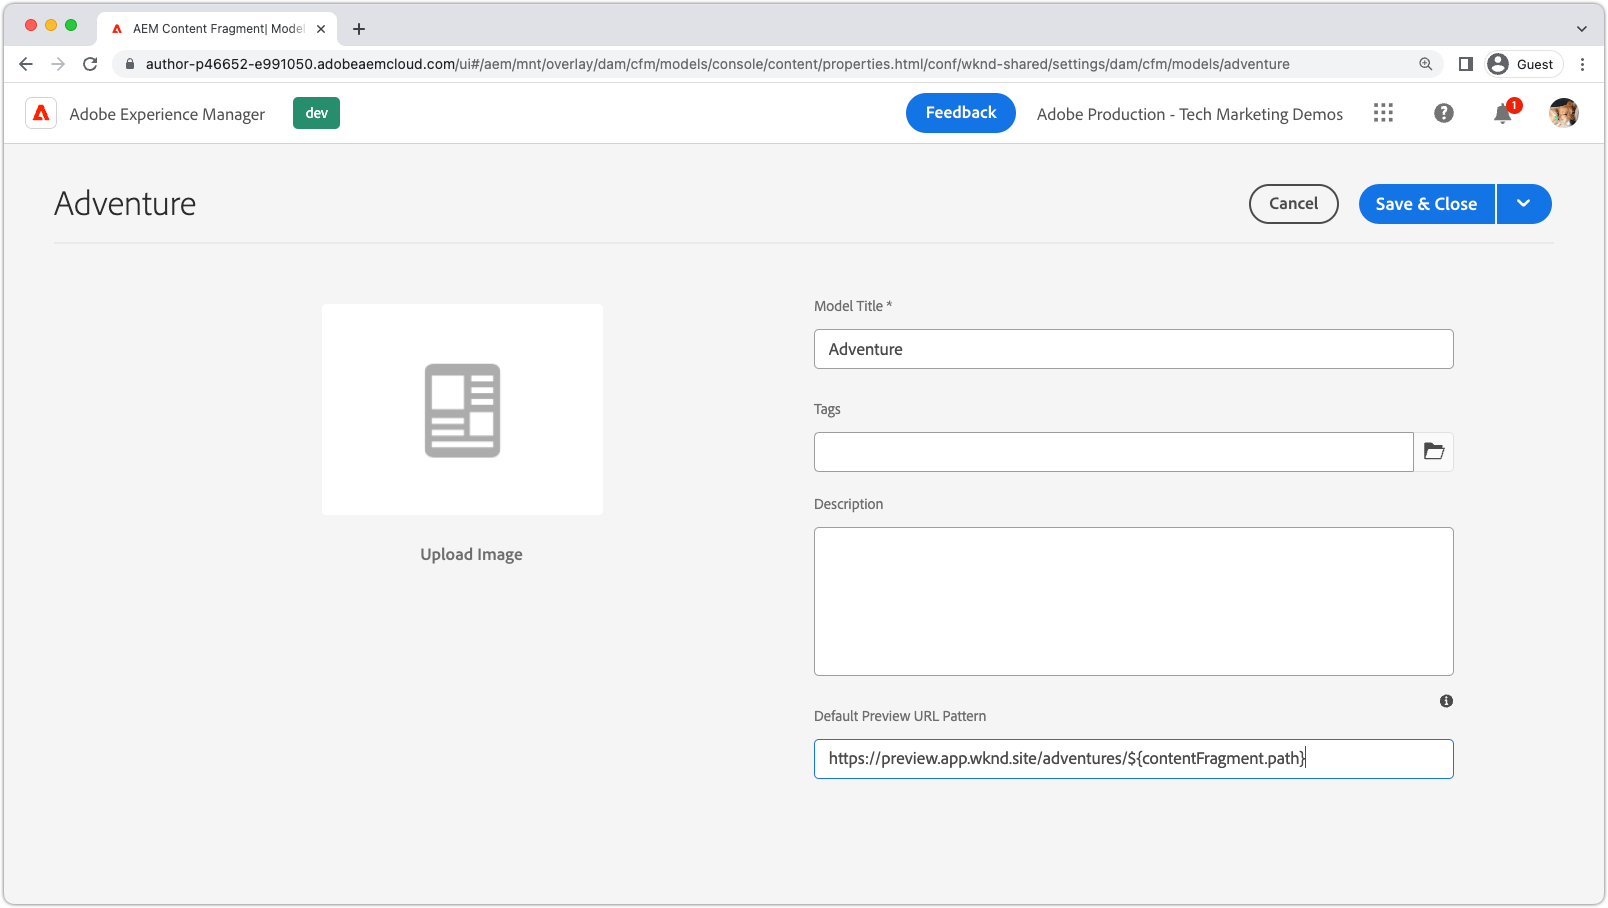 AEM Content Fragment| Model
author-p46652-e991050.adobeaemcloud.com/ui#/aem/mnt/overlay/dam/cfm/models/console/content/properties.html/conf/wknd-shared/settings/dam/cfm/models/adventure
Guest
Adobe Experience Manager
dev
Feedback
Adobe Production - Tech Marketing Demos
1
Adventure
Cancel
Save & Close
Model Title *
Adventure
Tags
Description
Upload Image
Default Preview URL Pattern
https://preview.app.wknd.site/adventures/${contentFragment.path}